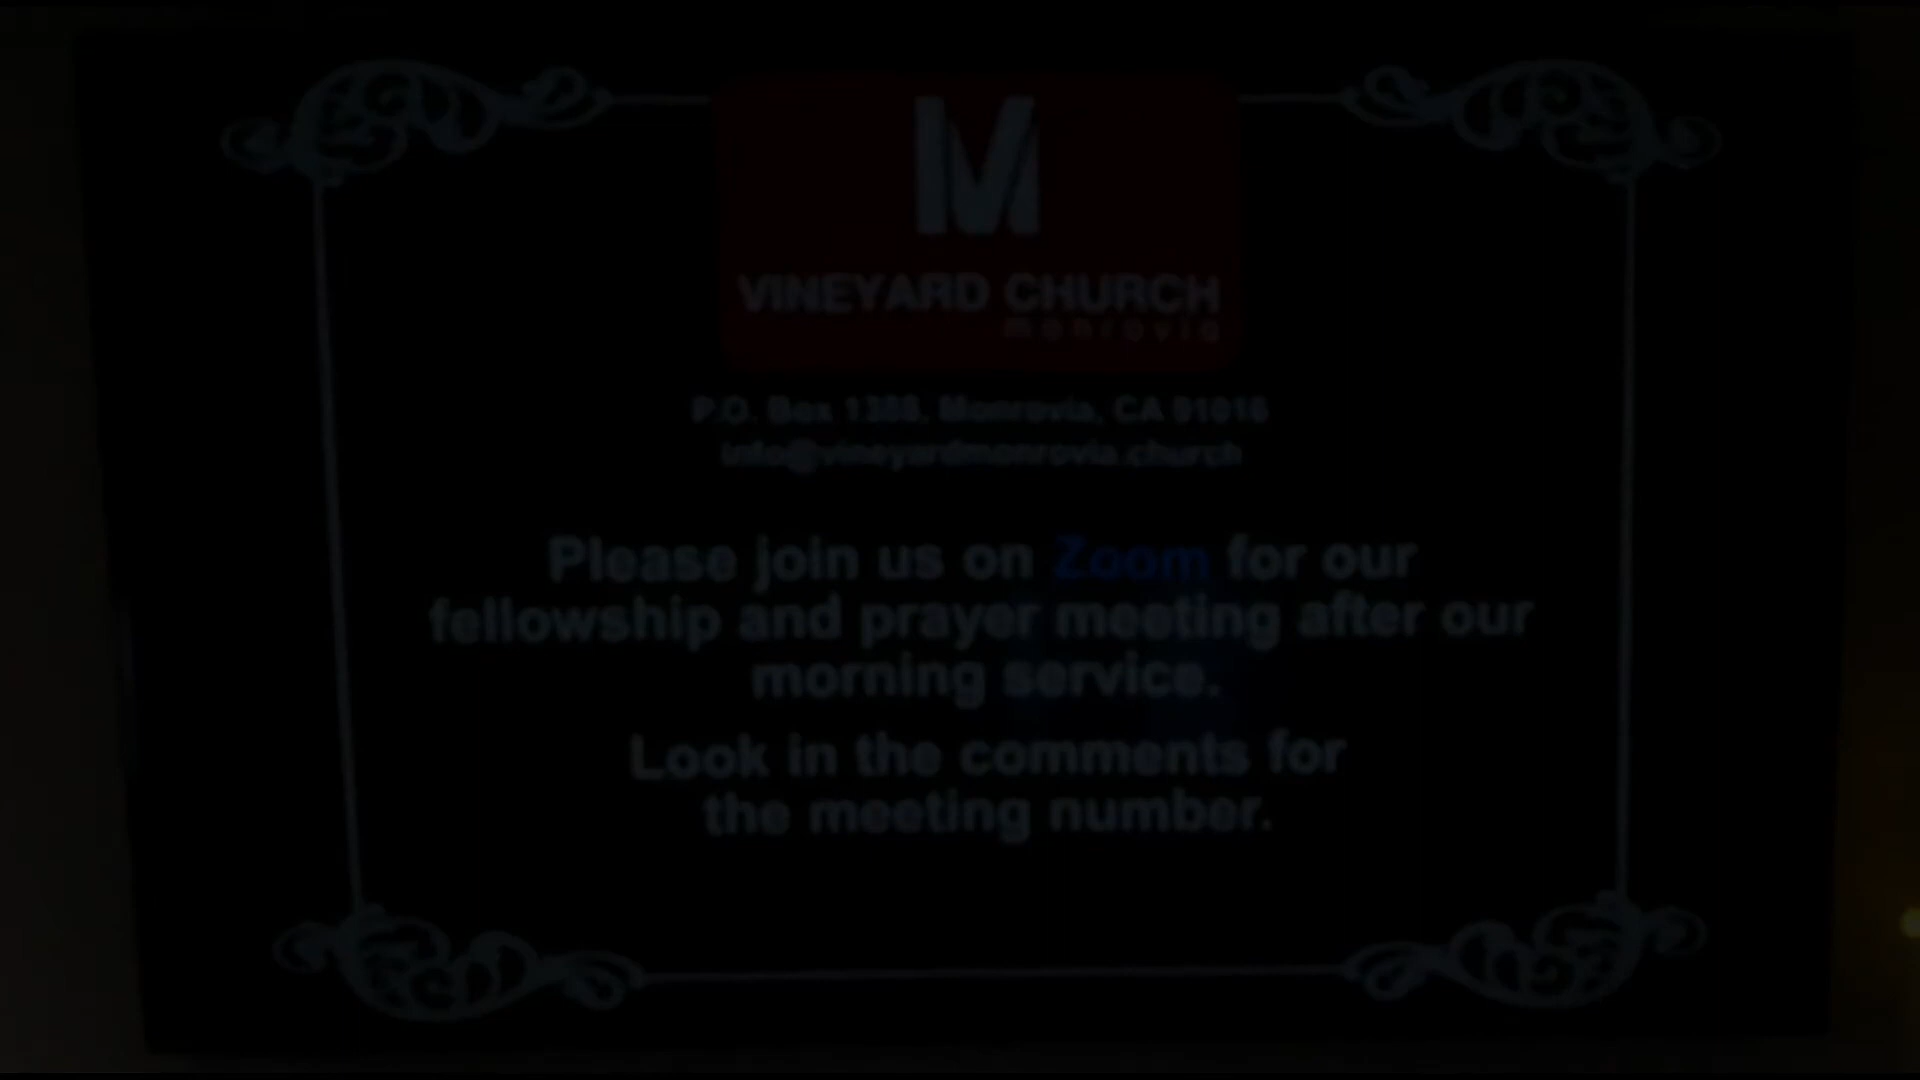 VINEYARD CHURCH
monrovia
P.O. Box 1388, Monrovia, CA 91016
info@vineyardmonrovia.church
Please join us on Zoom for our
fellowship and prayer meeting after our
morning service.
Look in the comments for
the meeting number.